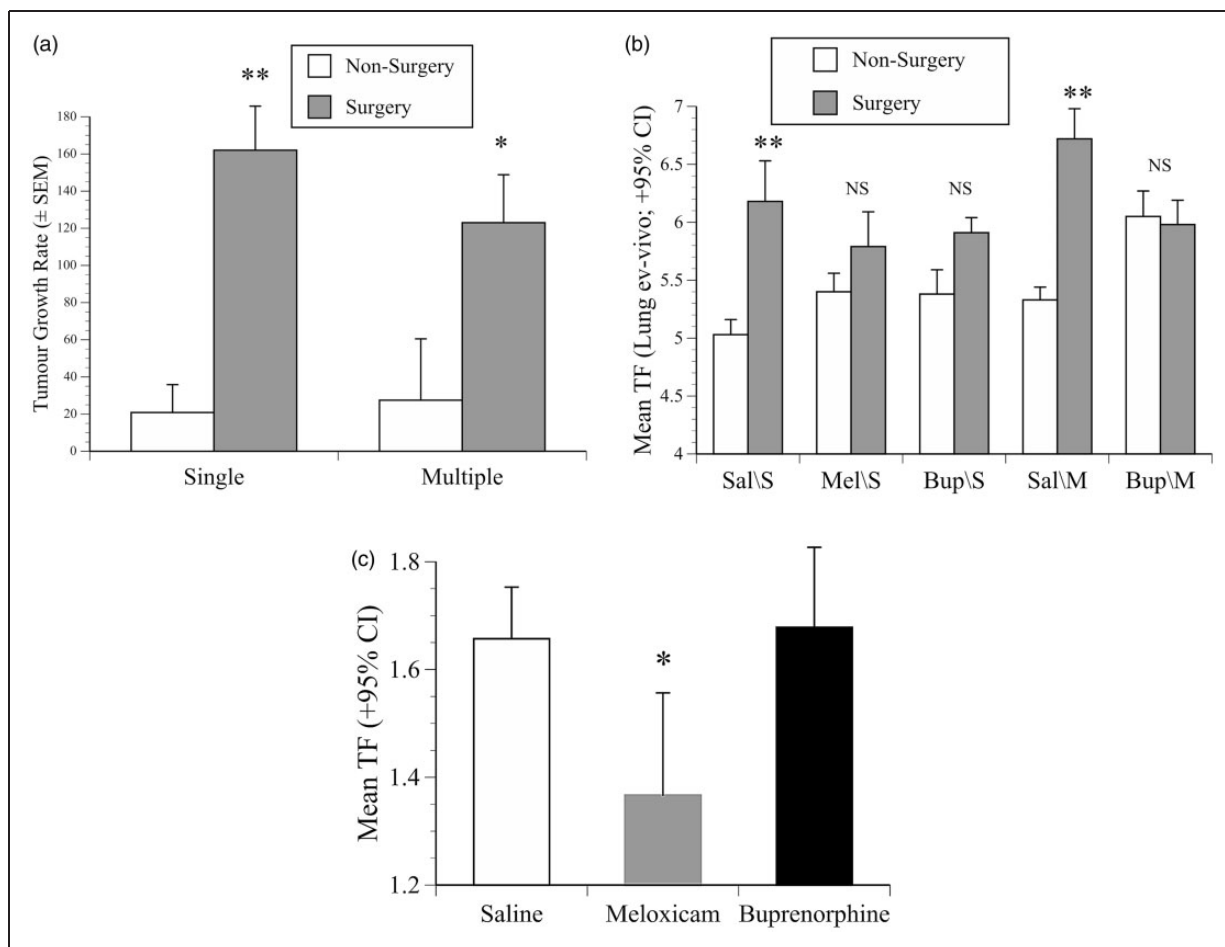 (a)
Non-Surgery
Surgery
**
*
Tumour Growth Rate (± SEM)
180
160
140
120
100
80
60
40
20
0
Single Multiple
(b)
Non-Surgery
Surgery
**
NS
NS
**
NS
Mean TF (Lung ev-vivo; +95% CI)
7
6.5
6
5.5
5
4.5
4
Sal\S Mel\S Bup\S Sal\M Bup\M
(c)
Mean TF (+95% CI)
1.8
1.6
1.4
1.2
*
Saline Meloxicam Buprenorphine